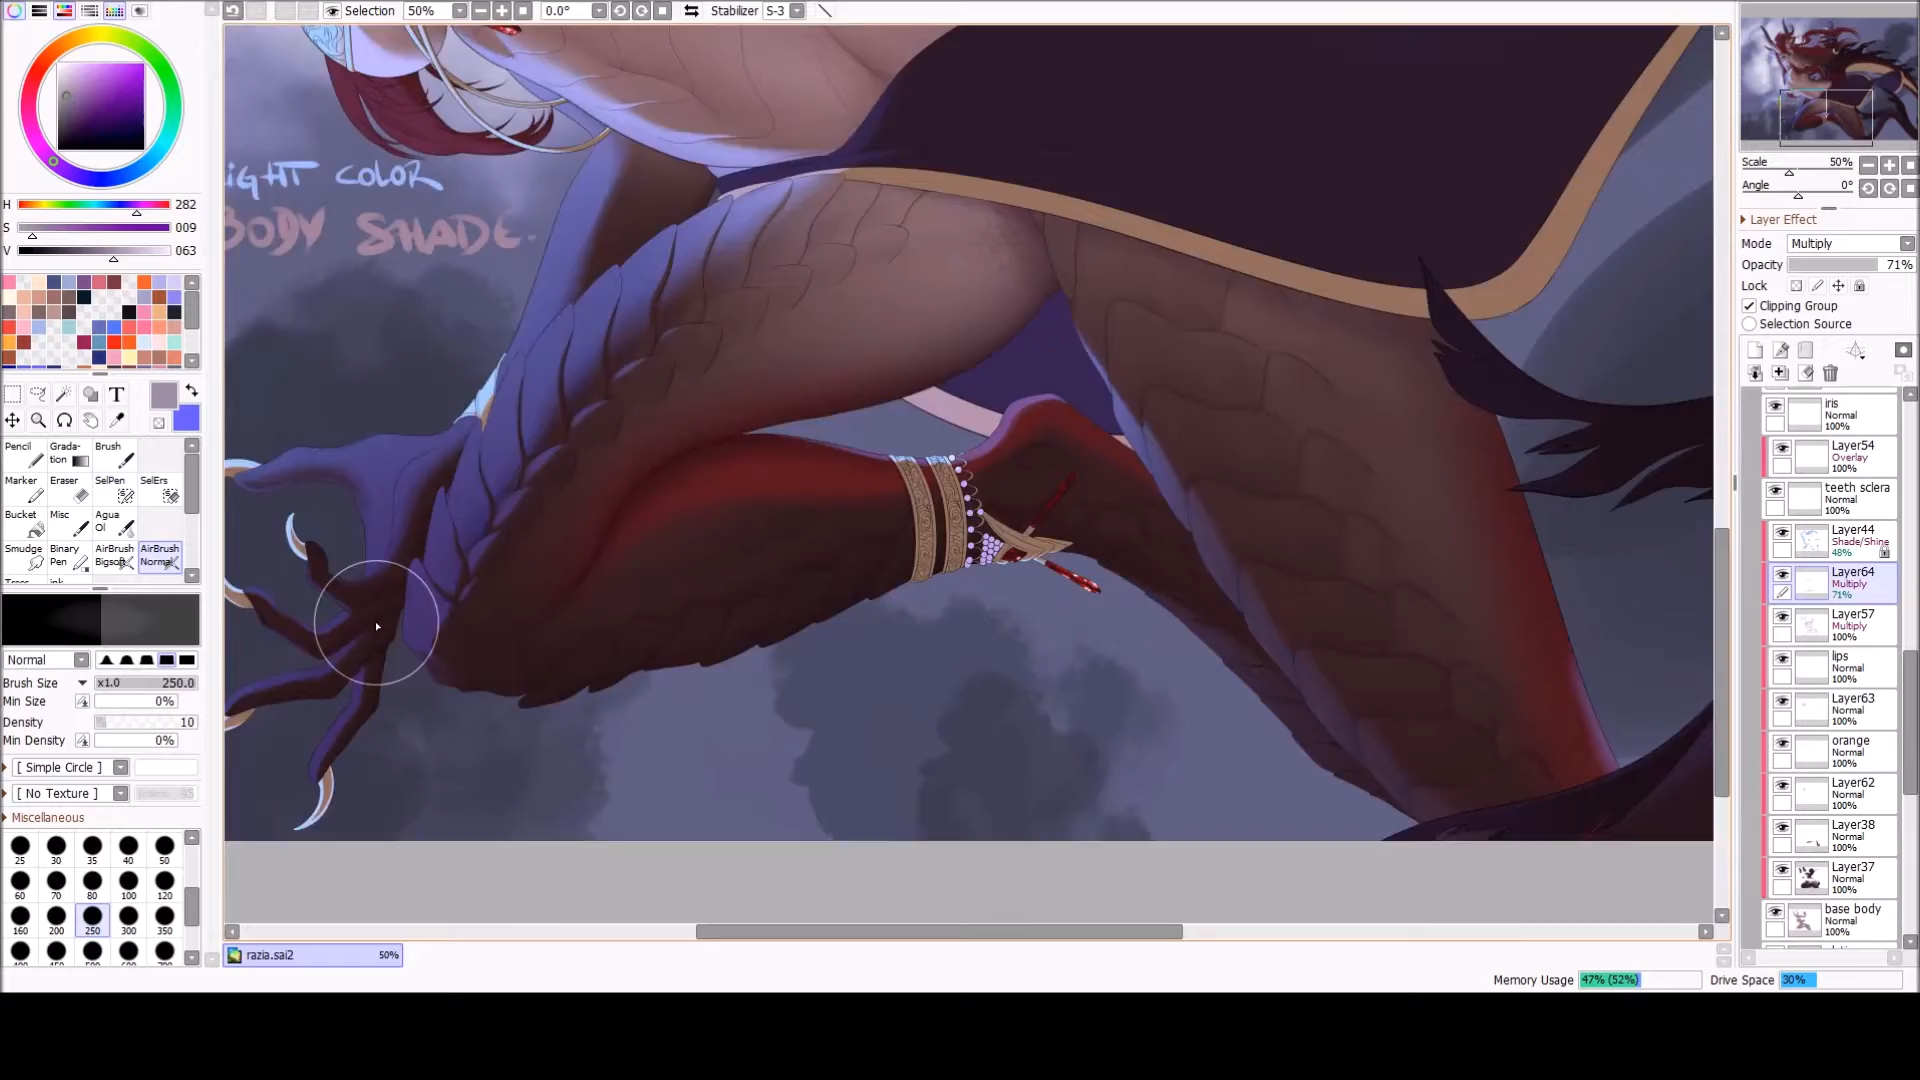 Selection 50% 0.0° Stabilizer S-3
H 282
S 009
V 063
T
Pencil
Grada-
tion
Brush
Marker
Eraser
SelPen
SelErs
Bucket
Misc
Agua
Ol
Smudge
Binary
Pen
AirBrush
Bigsoft
AirBrush
Normal
Normal
Brush Size x1.0 250.0
Min Size 0%
Density 10
Min Density 0%
[ Simple Circle ]
[ No Texture ]
Miscellaneous
25 30 35 40 50
60 70 80 100 120
160 200 250 300 350
IGHT COLOR
BODY SHADE.
razia.sai2 50%
Scale 50%
Angle 0°
Layer Effect
Mode Multiply
Opacity 71%
Lock
Clipping Group
Selection Source
iris
Normal
100%
Layer54
Overlay
100%
teeth sclera
Normal
100%
Layer44
Shade/Shine
48%
Layer64
Multiply
71%
Layer57
Multiply
100%
lips
Normal
100%
Layer63
Normal
100%
orange
Normal
100%
Layer62
Normal
100%
Layer38
Normal
100%
Layer37
Normal
100%
base body
Normal
100%
Memory Usage 47% (52%) Drive Space 30%